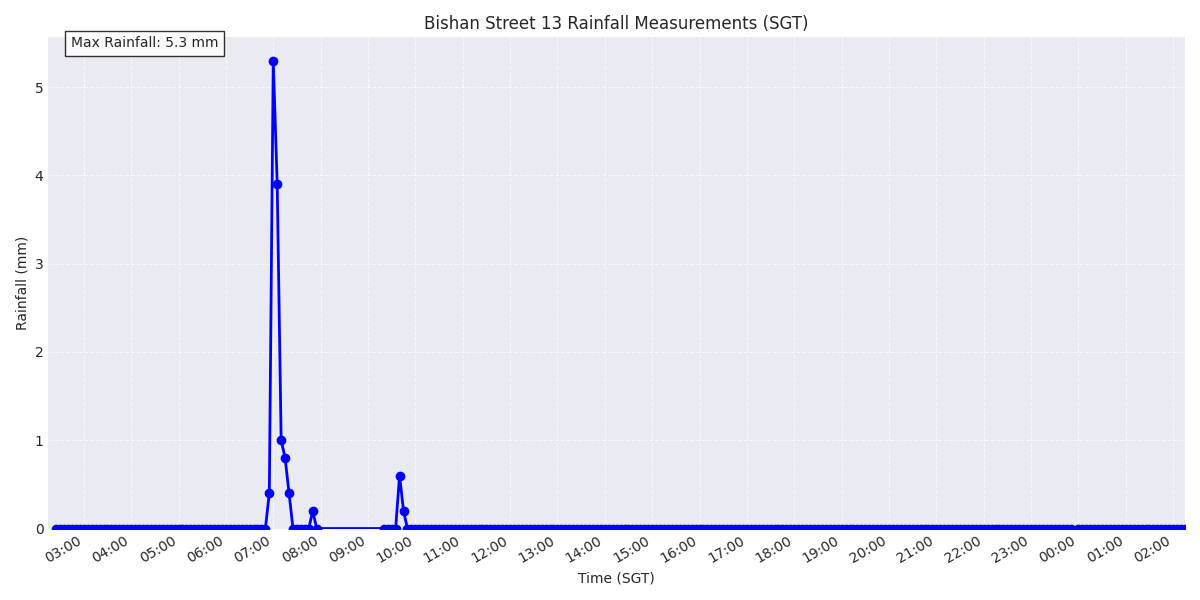 Bishan Street 13 Rainfall Measurements (SGT)
Max Rainfall: 5.3 mm
5
4
3
2
1
0
Rainfall (mm)
03:00 04:00 05:00 06:00 07:00 08:00 09:00 10:00 11:00 12:00 13:00 14:00 15:00 16:00 17:00 18:00 19:00 20:00 21:00 22:00 23:00 00:00 01:00 02:00
Time (SGT)